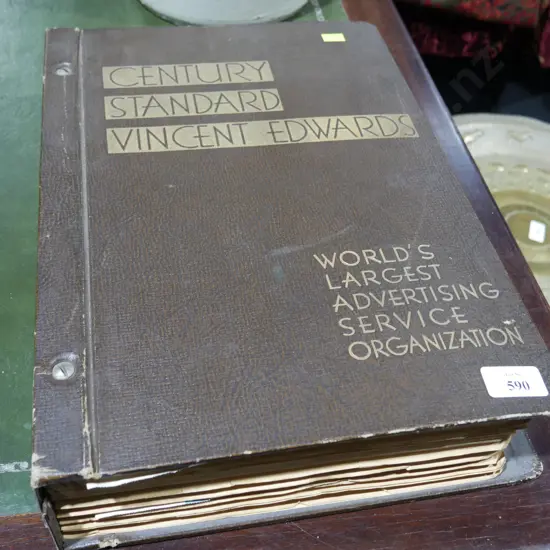 CENTURY
STANDARD
VINCENT EDWARDS
WORLD'S
LARGEST
ADVERTISING
SERVICE
ORGANIZATION
590